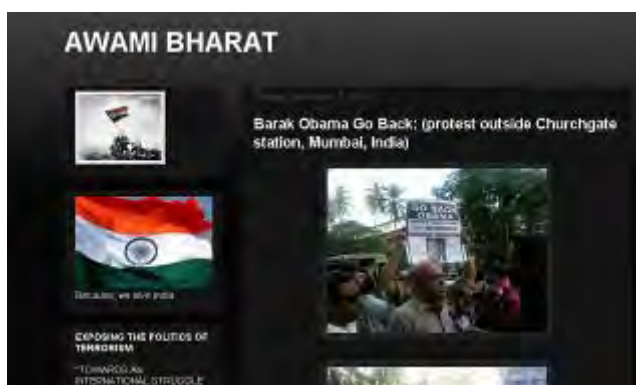 AWAMI BHARAT
Barak Obama Go Back: (protest outside Churchgate
station, Mumbai, India)
GO BACK
OBAMA
Because, we love India
EXPOSING THE POLITICS OF
TERRORISM
"TOWARDS AN
INTERNATIONAL STRUGGLE